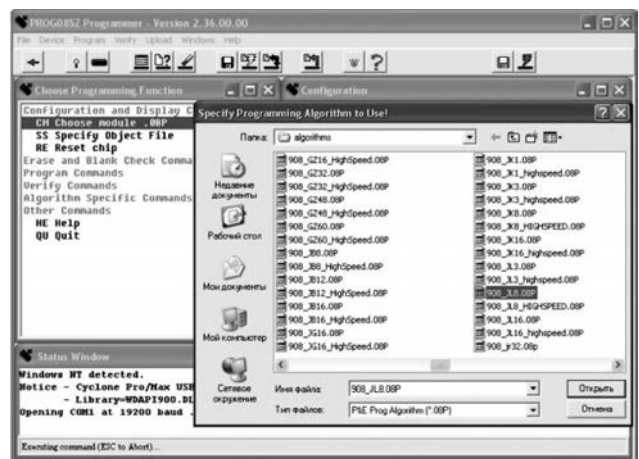 PROG08SZ Programmer - Version 2.36.00.00
File Device Program Verify Upload Windows Help
Choose Programming Function
Configuration
Configuration and Display C
CM Choose module .08P
SS Specify Object File
RE Reset chip
Erase and Blank Check Comma
Program Commands
Verify Commands
Algorithm Specific Commands
Other Commands
HE Help
QU Quit
Specify Programming Algorithm to Use!
Папка:
algorithms
Недавние документы
Рабочий стол
Мои документы
Мой компьютер
Сетевое окружение
908_GZ16_HighSpeed.08P
908_GZ32.08P
908_GZ32_HighSpeed.08P
908_GZ48.08P
908_GZ48_HighSpeed.08P
908_GZ60.08P
908_GZ60_HighSpeed.08P
908_JB8.08P
908_JB8_HighSpeed.08P
908_JB12.08P
908_JB12_HighSpeed.08P
908_JB16.08P
908_JB16_HighSpeed.08P
908_JG16.08P
908_JG16_HighSpeed.08P
908_JK1.08P
908_JK1_highspeed.08P
908_JK3.08P
908_JK3_highspeed.08P
908_JK8.08P
908_JK8_HIGHSPEED.08P
908_JK16.08P
908_JK16_highspeed.08P
908_JL3.08P
908_JL3_highspeed.08P
908_JL8.08P
908_JL8_HIGHSPEED.08P
908_JL16.08P
908_JL16_highspeed.08P
908_jr32.08p
Имя файла:
908_JL8.08P
Открыть
Тип файлов:
P&E Prog Algorithm (*.08P)
Отмена
Status Window
Windows NT detected.
Notice - Cyclone Pro/Max USB
- Library=WDAPI900.DL
Opening COM1 at 19200 baud .
Executing command (ESC to Abort)...